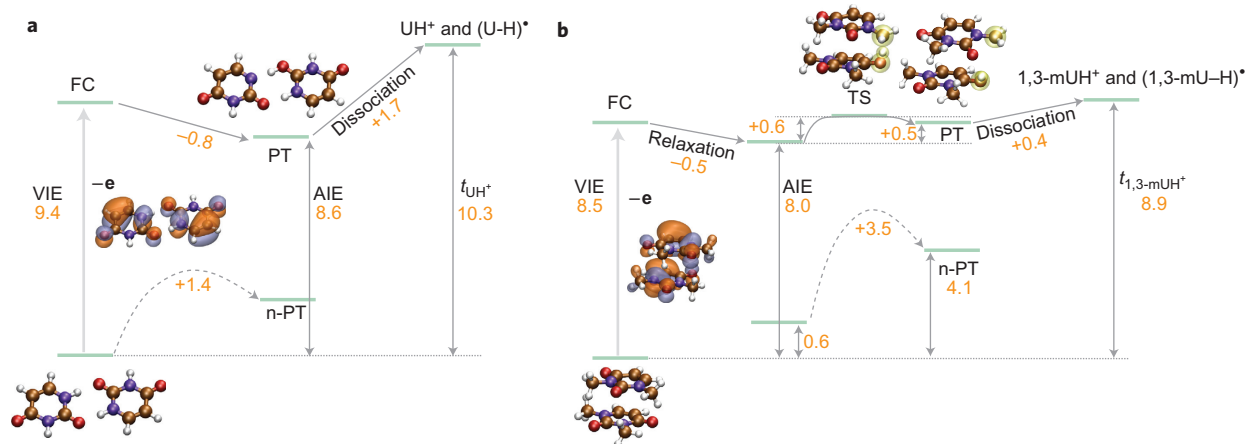 a
UH⁺ and (U-H)•
FC
−0.8
Dissociation
+1.7
PT
VIE
9.4
−e
AIE
8.6
tUH⁺
10.3
+1.4
n-PT
b
TS
1,3-mUH⁺ and (1,3-mU–H)•
FC
Relaxation
−0.5
+0.6
+0.5
PT
Dissociation
+0.4
VIE
8.5
−e
AIE
8.0
t1,3-mUH⁺
8.9
+3.5
n-PT
4.1
0.6